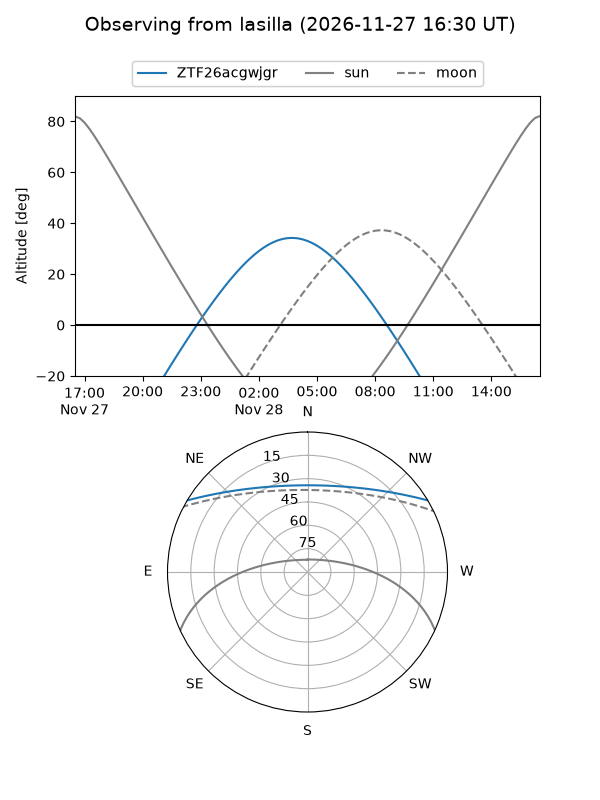 Observing from lasilla (2026-11-27 16:30 UT)
ZTF26acgwjgr sun moon
Altitude [deg]
80
60
40
20
0
−20
17:00 20:00 23:00 02:00 05:00 08:00 11:00 14:00
Nov 27 Nov 28
N
NE NW
15
30
45
60
75
E W
SE SW
S